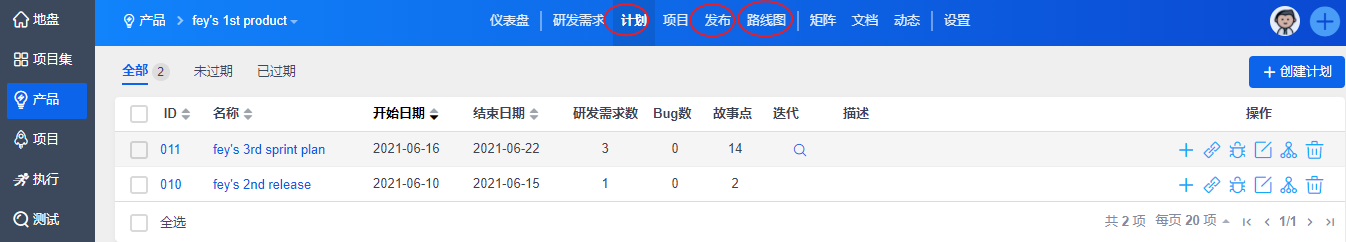 地盘
产品 fey's 1st product 仪表盘 研发需求 计划 项目 发布 路线图 矩阵 文档 动态 设置
项目集
产品
项目
执行
测试
全部 2 未过期 已过期 创建计划
ID 名称 开始日期 结束日期 研发需求数 Bug数 故事点 迭代 描述 操作
011 fey's 3rd sprint plan 2021-06-16 2021-06-22 3 0 14
010 fey's 2nd release 2021-06-10 2021-06-15 1 0 2
全选 共 2 项 每页 20 项 1/1